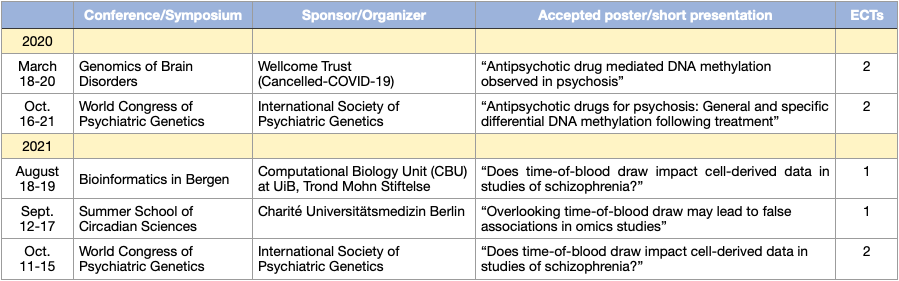 Conference/Symposium Sponsor/Organizer Accepted poster/short presentation ECTs
2020
March 18-20 Genomics of Brain Disorders Wellcome Trust (Cancelled-COVID-19) “Antipsychotic drug mediated DNA methylation observed in psychosis” 2
Oct. 16-21 World Congress of Psychiatric Genetics International Society of Psychiatric Genetics “Antipsychotic drugs for psychosis: General and specific differential DNA methylation following treatment” 2
2021
August 18-19 Bioinformatics in Bergen Computational Biology Unit (CBU) at UiB, Trond Mohn Stiftelse “Does time-of-blood draw impact cell-derived data in studies of schizophrenia?” 1
Sept. 12-17 Summer School of Circadian Sciences Charité Universitätsmedizin Berlin “Overlooking time-of-blood draw may lead to false associations in omics studies” 1
Oct. 11-15 World Congress of Psychiatric Genetics International Society of Psychiatric Genetics “Does time-of-blood draw impact cell-derived data in studies of schizophrenia?” 2